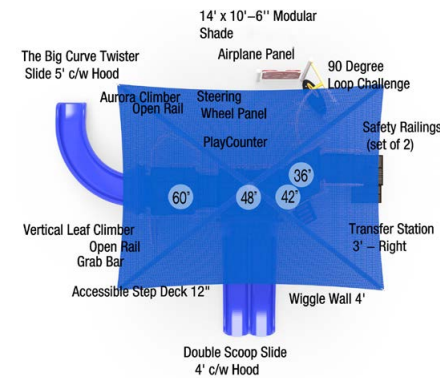 14' x 10'–6'' Modular
Shade
Airplane Panel
The Big Curve Twister
Slide 5' c/w Hood
90 Degree
Loop Challenge
Aurora Climber
Open Rail
Steering
Wheel Panel
PlayCounter
Safety Railings
(set of 2)
36"
60"
48"
42"
Vertical Leaf Climber
Open Rail
Grab Bar
Transfer Station
3' – Right
Accessible Step Deck 12"
Wiggle Wall 4'
Double Scoop Slide
4' c/w Hood